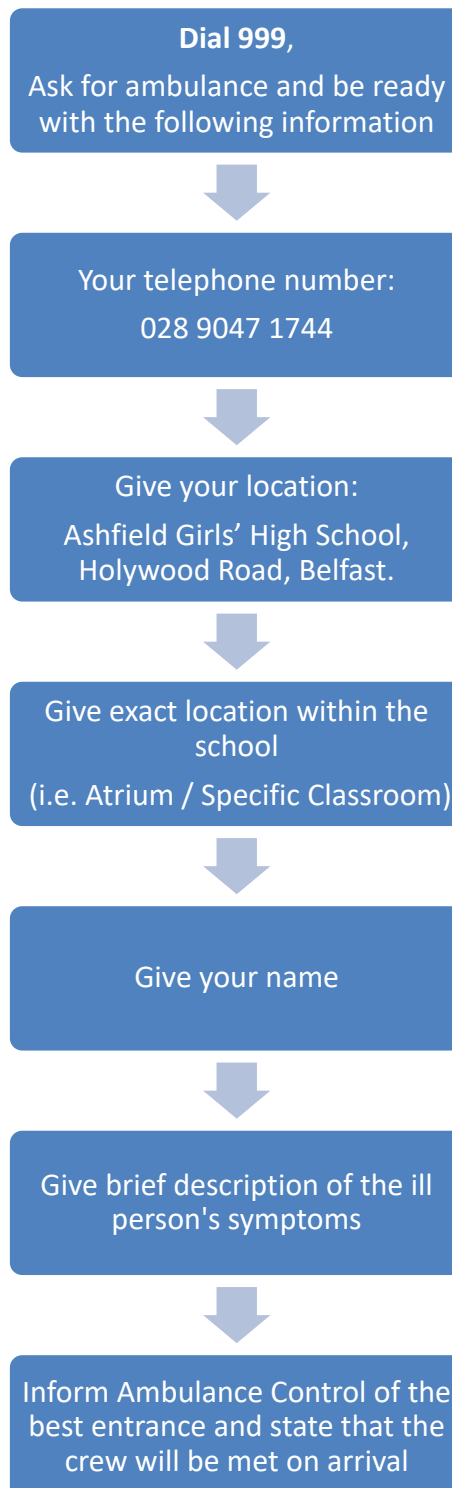 Dial 999,
Ask for ambulance and be ready
with the following information
Your telephone number:
028 9047 1744
Give your location:
Ashfield Girls’ High School,
Holywood Road, Belfast.
Give exact location within the
school
(i.e. Atrium / Specific Classroom)
Give your name
Give brief description of the ill
person's symptoms
Inform Ambulance Control of the
best entrance and state that the
crew will be met on arrival